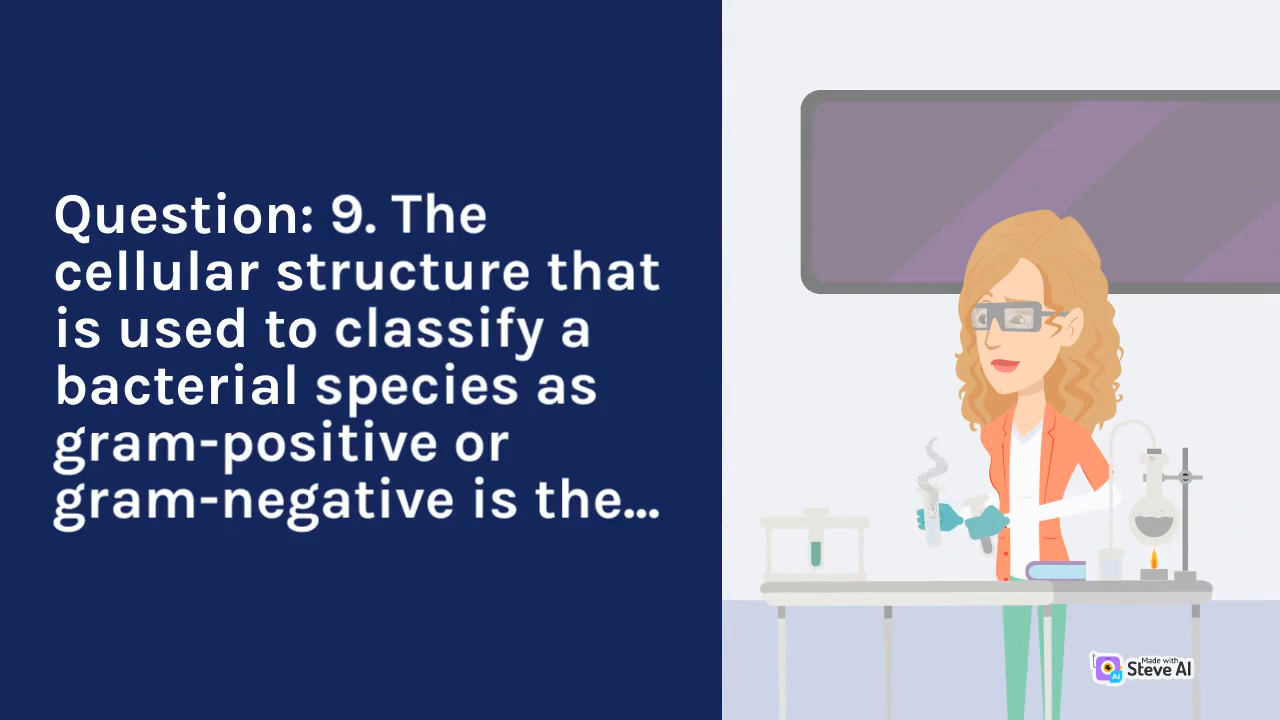 Question: 9. The
cellular structure that
is used to classify a
bacterial species as
gram-positive or
gram-negative is the...
Made with
Steve AI
AI